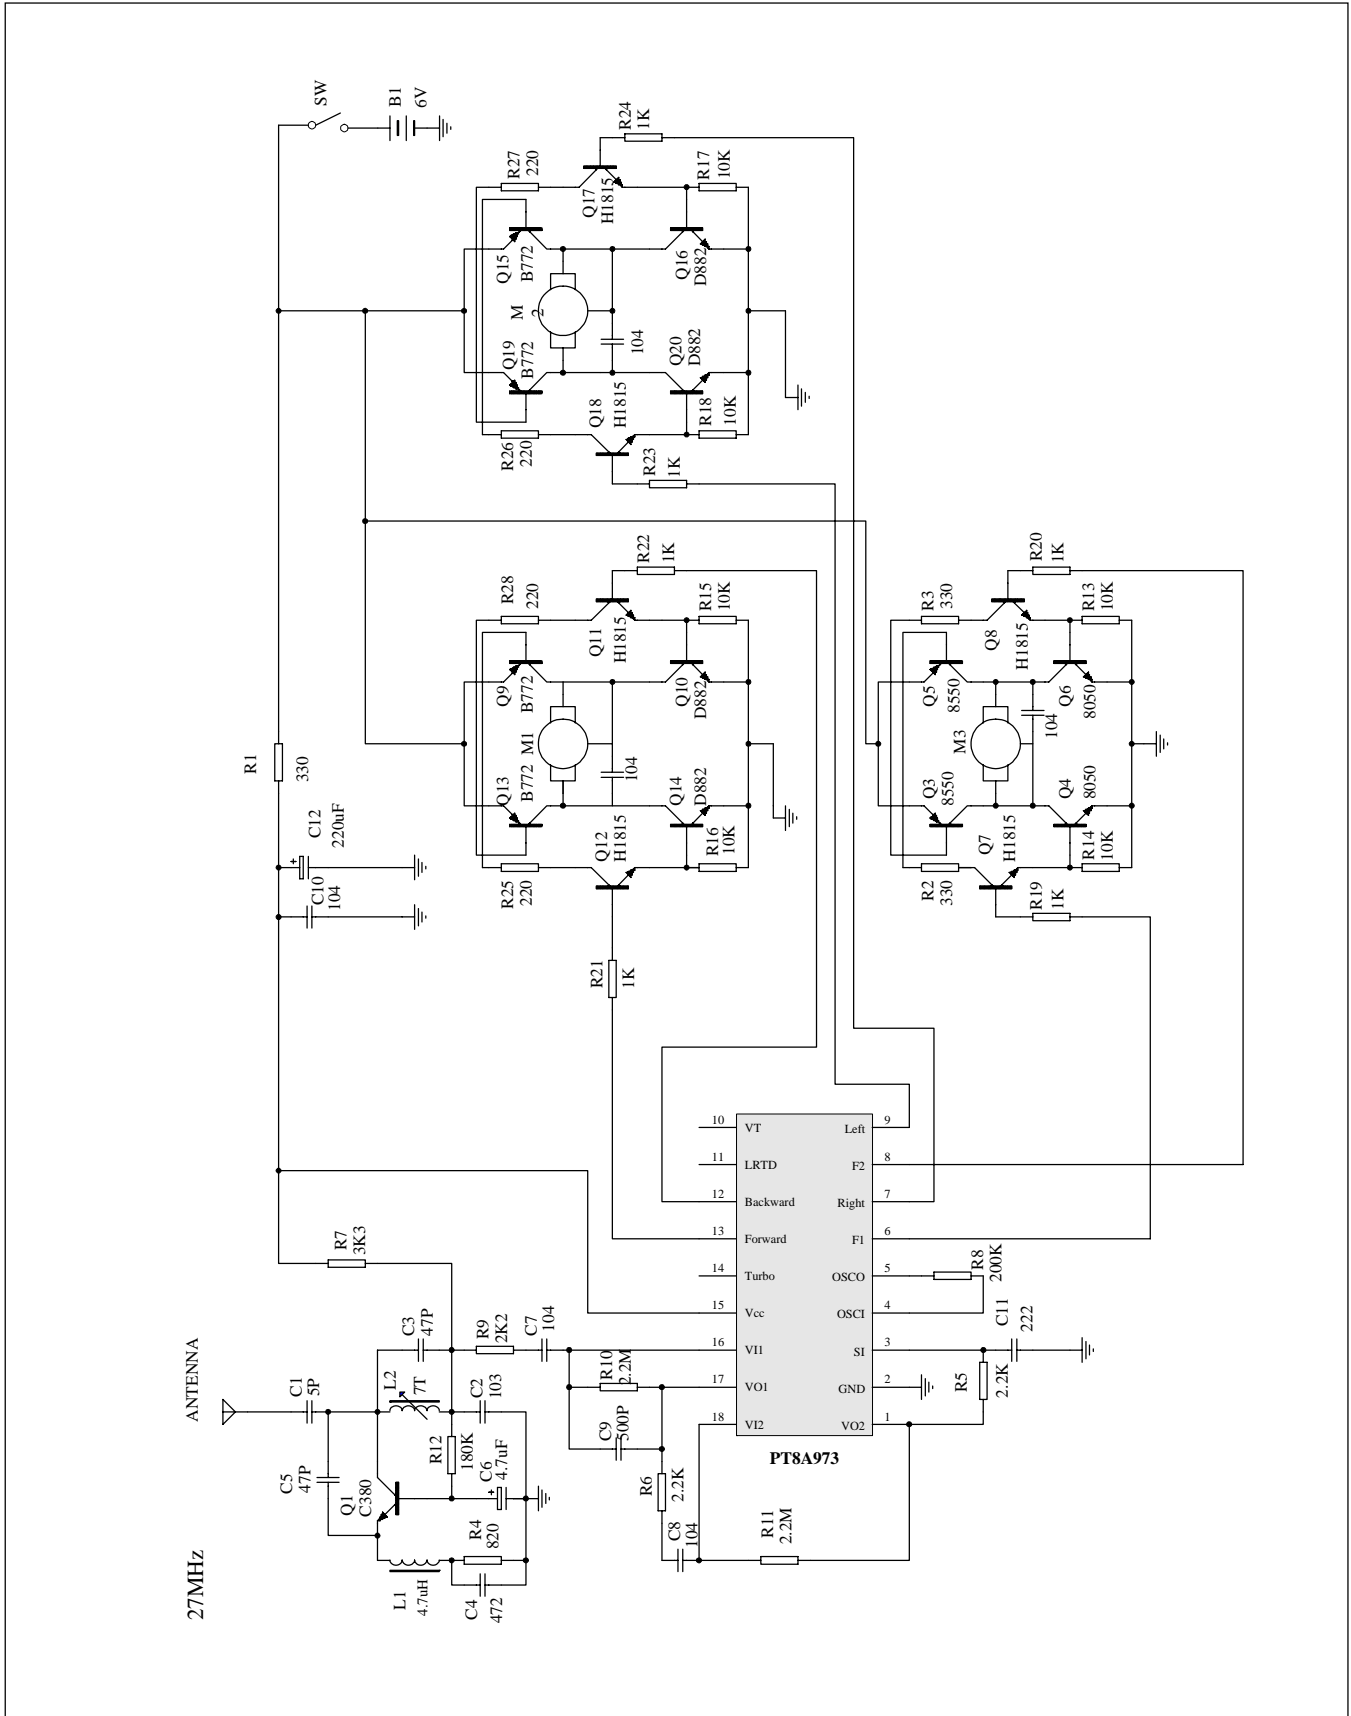 SW
B1
6V
R24
1K
R27
220
Q17
H1815
R17
10K
Q15
B772
Q16
D882
M
2
104
Q19
B772
Q20
D882
Q18
H1815
R18
10K
R26
220
R23
1K
R22
1K
R28
220
Q11
H1815
R15
10K
Q9
B772
Q10
D882
M1
104
Q13
B772
Q14
D882
Q12
H1815
R16
10K
R25
220
R21
1K
R20
1K
R3
330
Q8
H1815
R13
10K
Q5
8550
Q6
8050
M3
104
Q3
8550
Q4
8050
Q7
H1815
R14
10K
R2
330
R19
1K
R1
330
C12
+
220uF
C10
104
10
VT
Left
9
11
LRTD
F2
8
12
Backward
Right
7
13
Forward
F1
6
14
Turbo
OSCO
5
15
Vcc
OSCI
4
16
VI1
SI
3
17
VO1
GND
2
18
VI2
VO2
1
PT8A973
R8
200K
C11
222
R5
2.2K
R7
3K3
ANTENNA
C1
5P
C3
47P
L2
7T
R9
2K2
C7
104
R10
2.2M
C2
103
C9
500P
C5
47P
R12
180K
C6
+
4.7uF
Q1
C380
R6
2.2K
R4
820
C8
104
R11
2.2M
L1
4.7uH
C4
472
27MHz